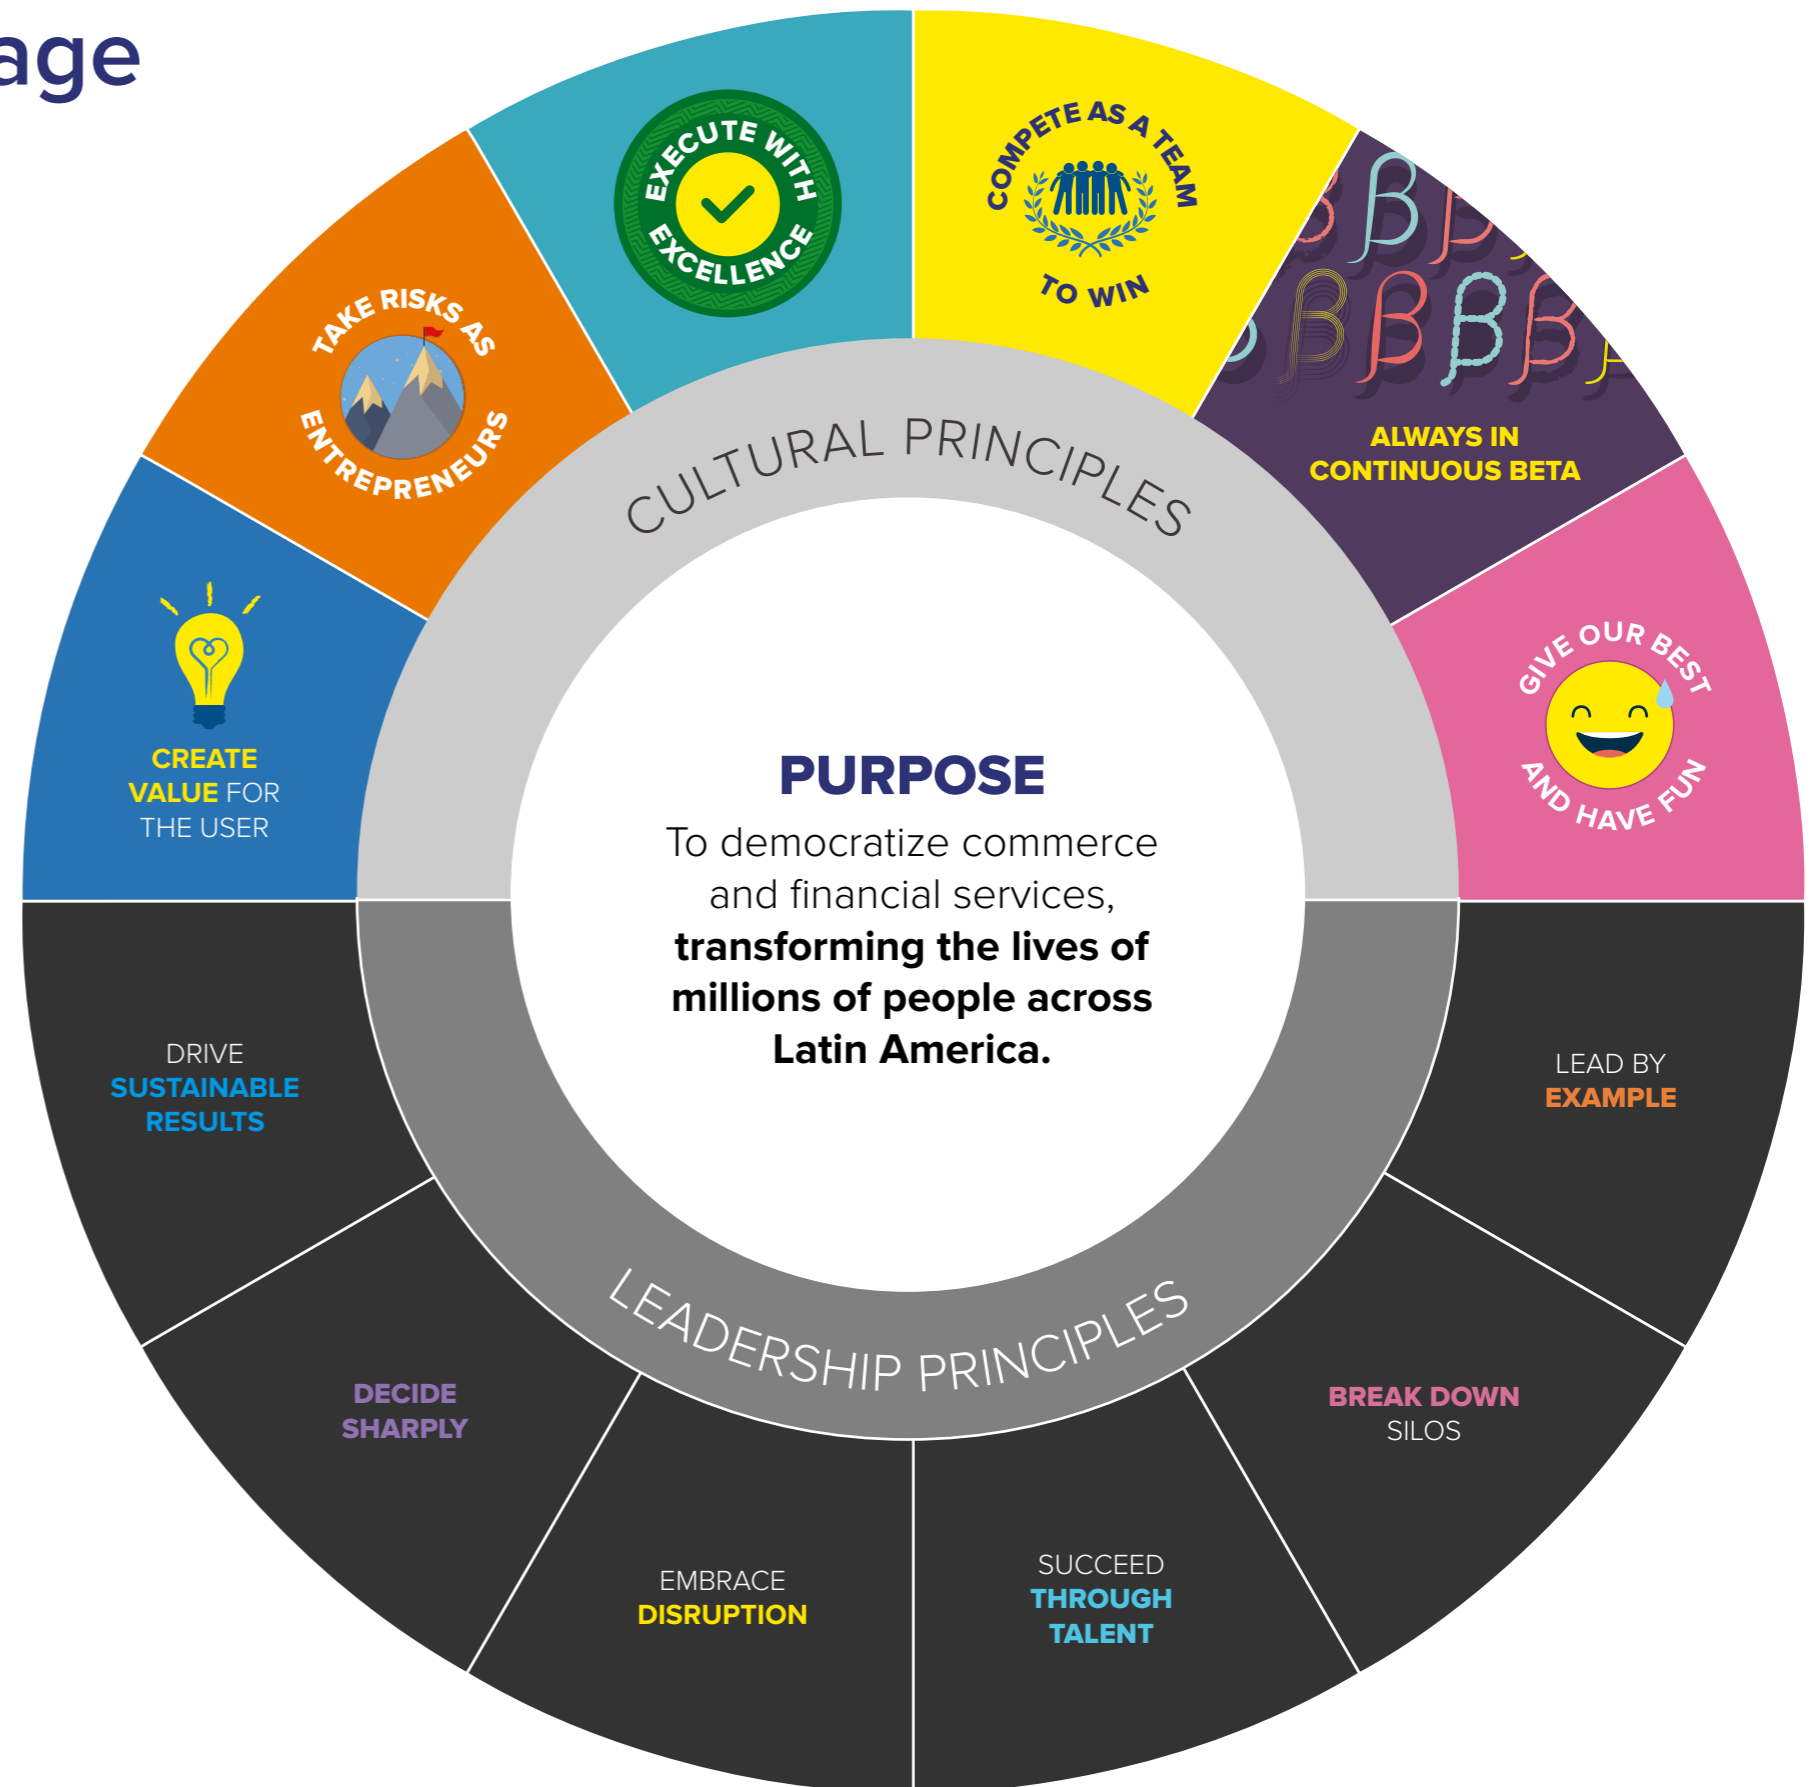 age
EXECUTE WITH
EXCELLENCE
COMPETE AS A TEAM
TO WIN
TAKE RISKS AS
ENTREPRENEURS
ALWAYS IN
CONTINUOUS BETA
CREATE
VALUE FOR
THE USER
GIVE OUR BEST
AND HAVE FUN
CULTURAL PRINCIPLES
PURPOSE
To democratize commerce
and financial services,
transforming the lives of
millions of people across
Latin America.
LEADERSHIP PRINCIPLES
DRIVE
SUSTAINABLE
RESULTS
DECIDE
SHARPLY
EMBRACE
DISRUPTION
SUCCEED
THROUGH
TALENT
BREAK DOWN
SILOS
LEAD BY
EXAMPLE